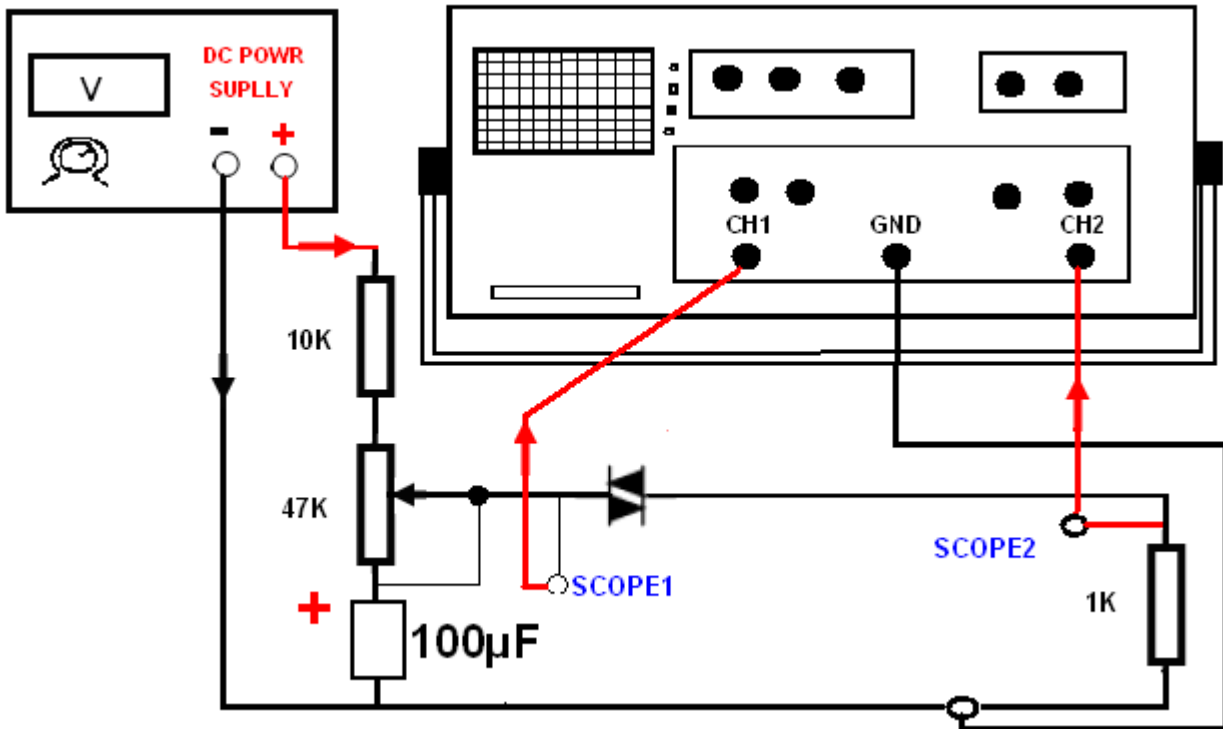 DC POWR
SUPLLY
V
-
+
CH1
GND
CH2
10K
47K
SCOPE2
SCOPE1
1K
+
100µF